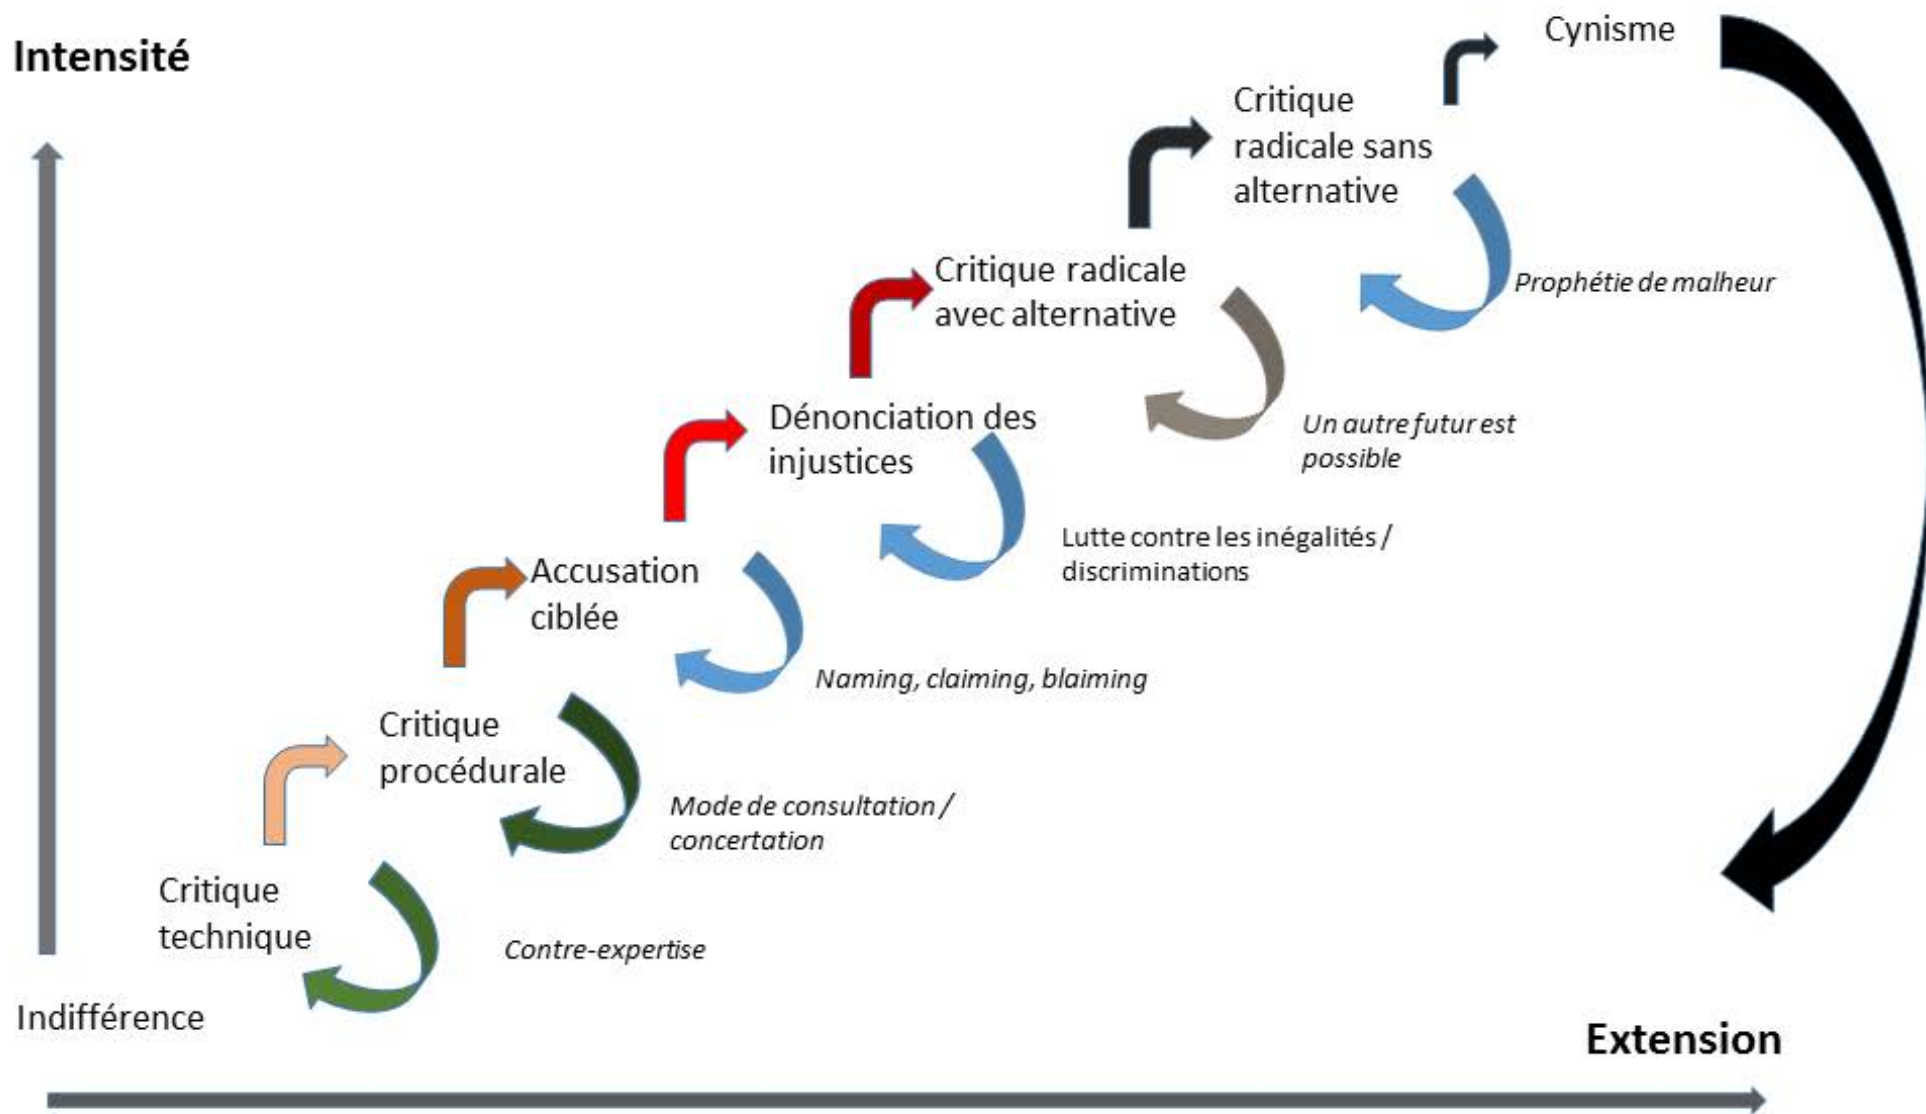 Intensité
Cynisme
Critique
radicale sans
alternative
Prophétie de malheur
Critique radicale
avec alternative
Un autre futur est
possible
Dénonciation des
injustices
Lutte contre les inégalités /
discriminations
Accusation
ciblée
Naming, claiming, blaiming
Critique
procédurale
Mode de consultation /
concertation
Critique
technique
Contre-expertise
Indifférence
Extension